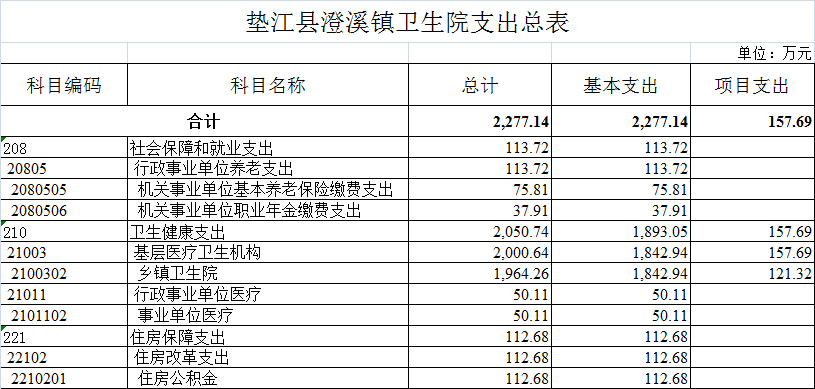 垫江县澄溪镇卫生院支出总表
单位：万元
科目编码 科目名称 总计 基本支出 项目支出
合计 2,277.14 2,277.14 157.69
208 社会保障和就业支出 113.72 113.72
20805 行政事业单位养老支出 113.72 113.72
2080505 机关事业单位基本养老保险缴费支出 75.81 75.81
2080506 机关事业单位职业年金缴费支出 37.91 37.91
210 卫生健康支出 2,050.74 1,893.05 157.69
21003 基层医疗卫生机构 2,000.64 1,842.94 157.69
2100302 乡镇卫生院 1,964.26 1,842.94 121.32
21011 行政事业单位医疗 50.11 50.11
2101102 事业单位医疗 50.11 50.11
221 住房保障支出 112.68 112.68
22102 住房改革支出 112.68 112.68
2210201 住房公积金 112.68 112.68